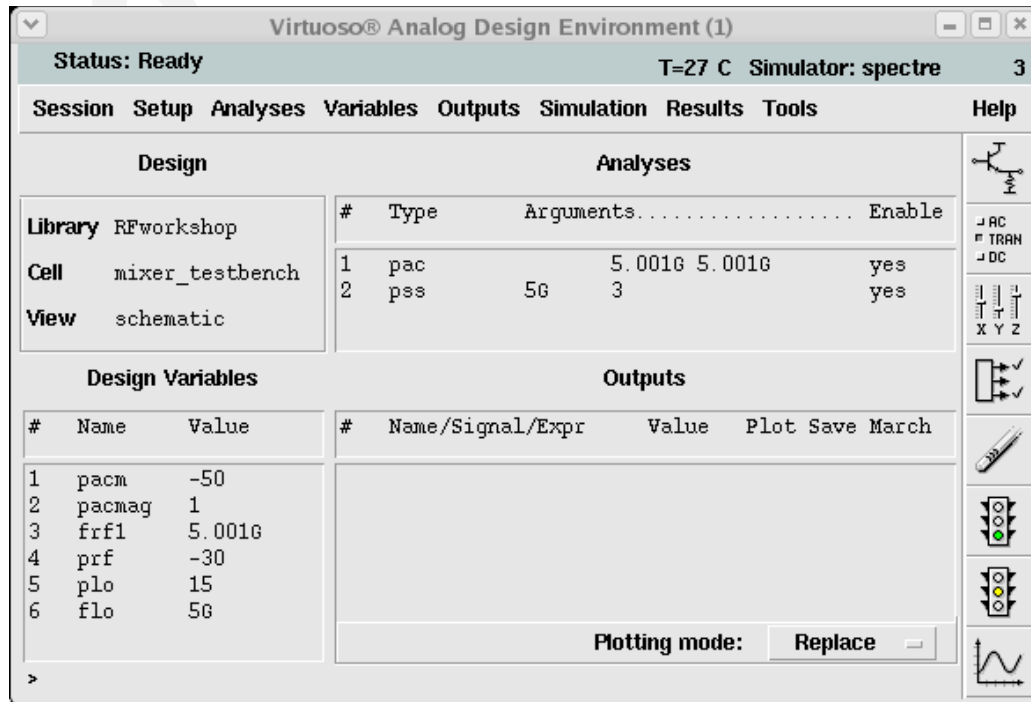 Virtuoso® Analog Design Environment (1)
Status: Ready T=27 C Simulator: spectre 3
Session Setup Analyses Variables Outputs Simulation Results Tools Help
Design
Library RFworkshop
Cell mixer_testbench
View schematic
Analyses
# Type Arguments.................. Enable
1 pac 5.001G 5.001G yes
2 pss 5G 3 yes
Design Variables
# Name Value
1 pacm -50
2 pacmag 1
3 frf1 5.001G
4 prf -30
5 plo 15
6 flo 5G
Outputs
# Name/Signal/Expr Value Plot Save March
Plotting mode: Replace
>
AC
TRAN
DC
X Y Z